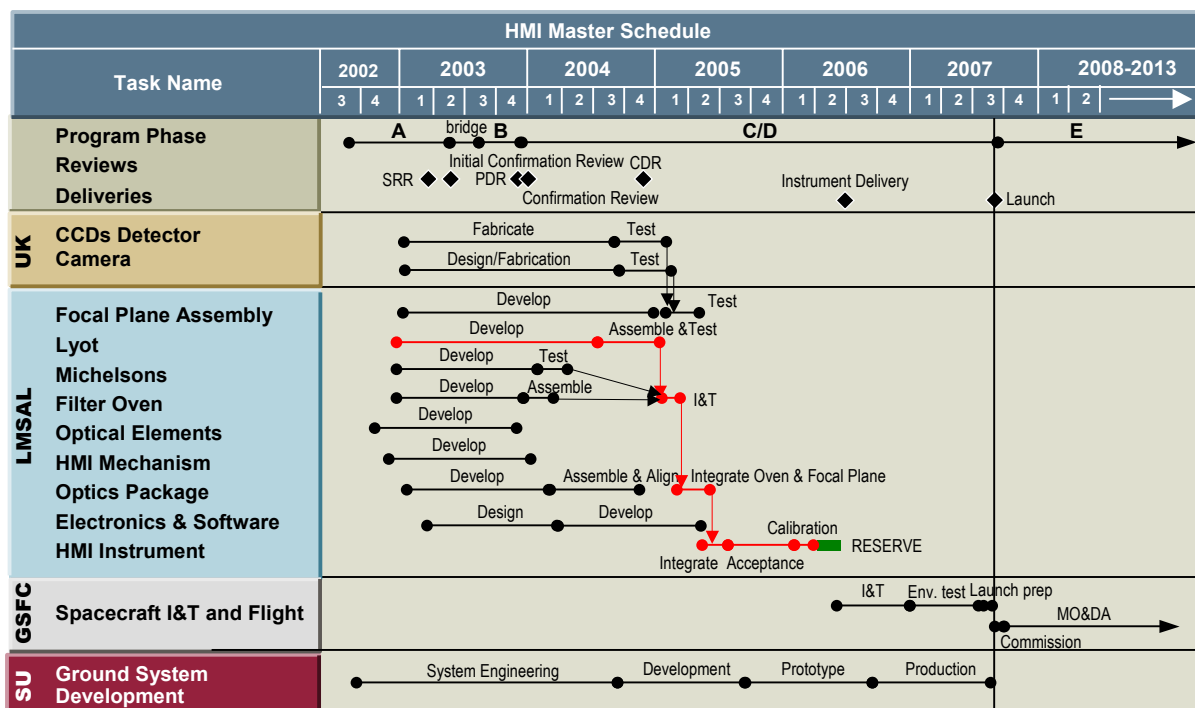 HMI Master Schedule
Task Name
2002 2003 2004 2005 2006 2007 2008-2013
3 4 1 2 3 4 1 2 3 4 1 2 3 4 1 2 3 4 1 2 3 4 1 2
Program Phase A bridge B C/D E
Reviews SRR Initial Confirmation Review PDR CDR
Deliveries Confirmation Review Instrument Delivery Launch
UK
CCDs Detector Fabricate Test
Camera Design/Fabrication Test
LMSAL
Focal Plane Assembly Develop Test
Lyot Develop Assemble &Test
Michelsons Develop Test
Filter Oven Develop Assemble I&T
Optical Elements Develop
HMI Mechanism Develop
Optics Package Develop Assemble & Align Integrate Oven & Focal Plane
Electronics & Software Design Develop
HMI Instrument Integrate Acceptance Calibration RESERVE
GSFC
Spacecraft I&T and Flight I&T Env. test Launch prep
MO&DA
Commission
SU
Ground System
Development
System Engineering Development Prototype Production